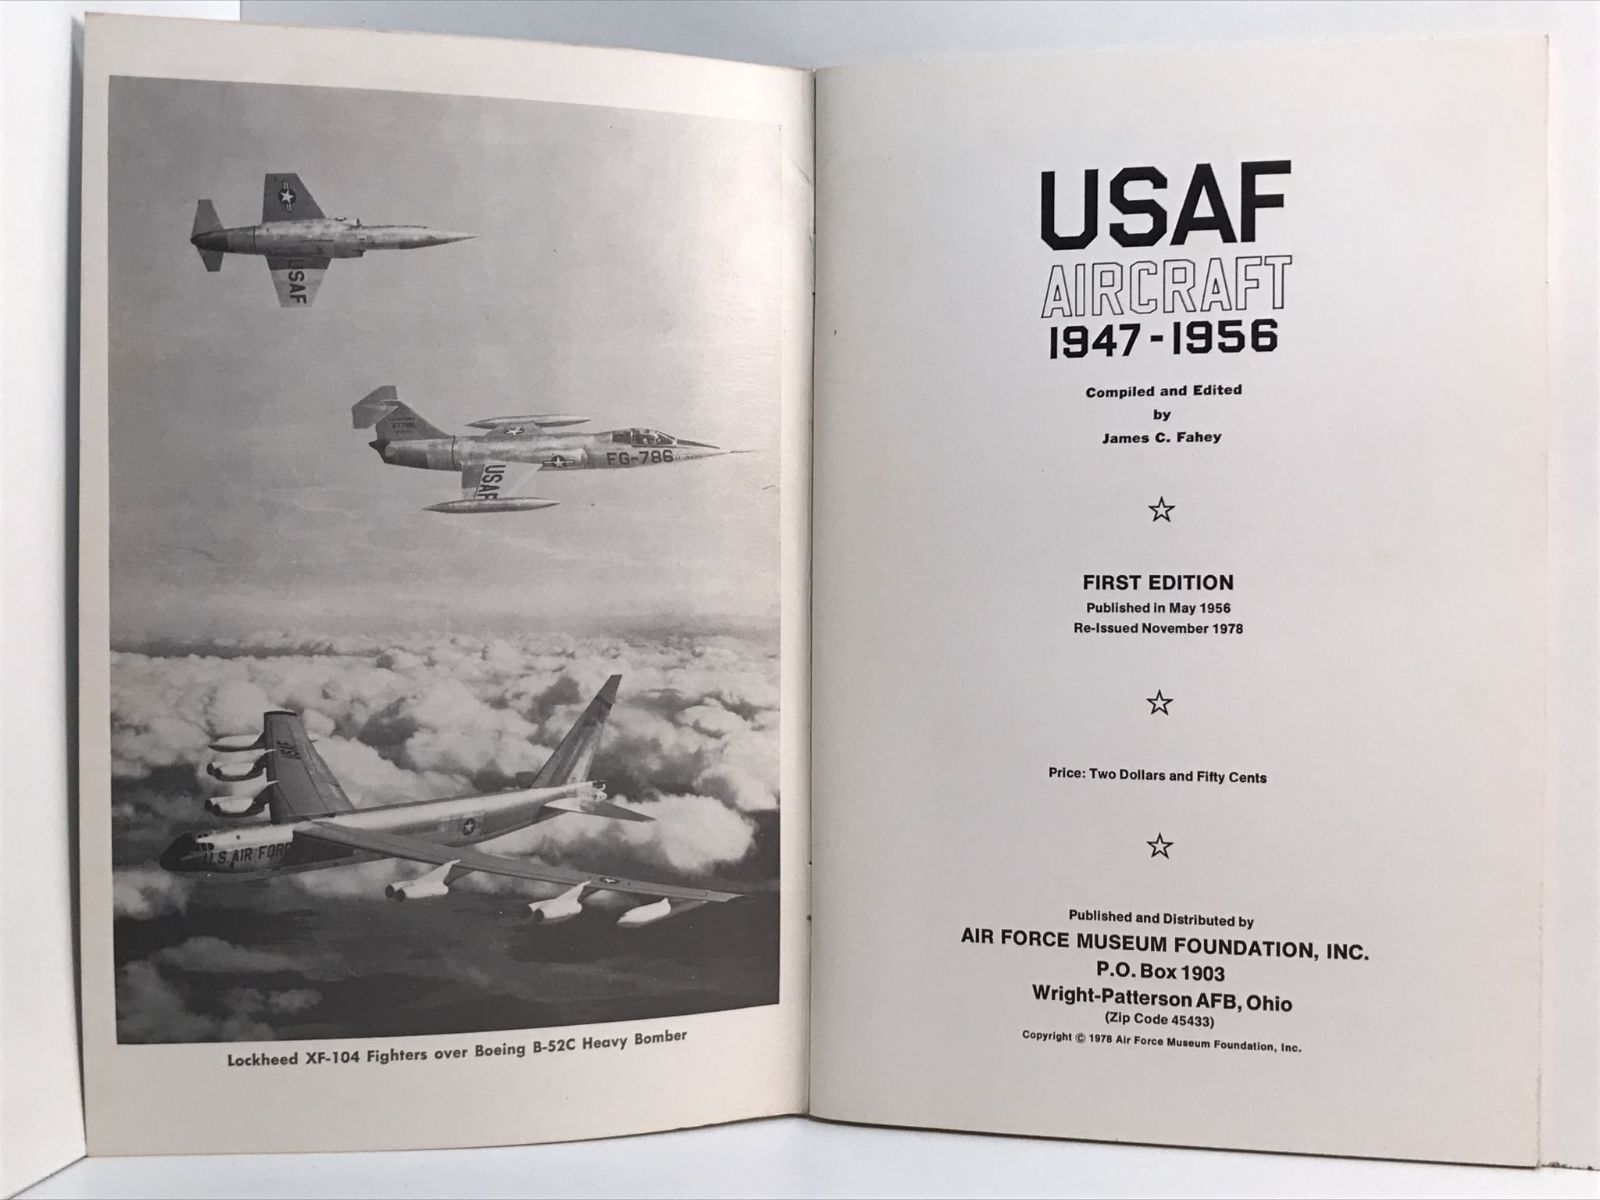 USAF
FG-786
USAF
U.S. AIR FORC
Lockheed XF-104 Fighters over Boeing B-52C Heavy Bomber
USAF
AIRCRAFT
1947-1956
Compiled and Edited
by
James C. Fahey
FIRST EDITION
Published in May 1956
Re-Issued November 1978
Price: Two Dollars and Fifty Cents
Published and Distributed by
AIR FORCE MUSEUM FOUNDATION, INC.
P.O. Box 1903
Wright-Patterson AFB, Ohio
(Zip Code 45433)
Copyright © 1978 Air Force Museum Foundation, Inc.